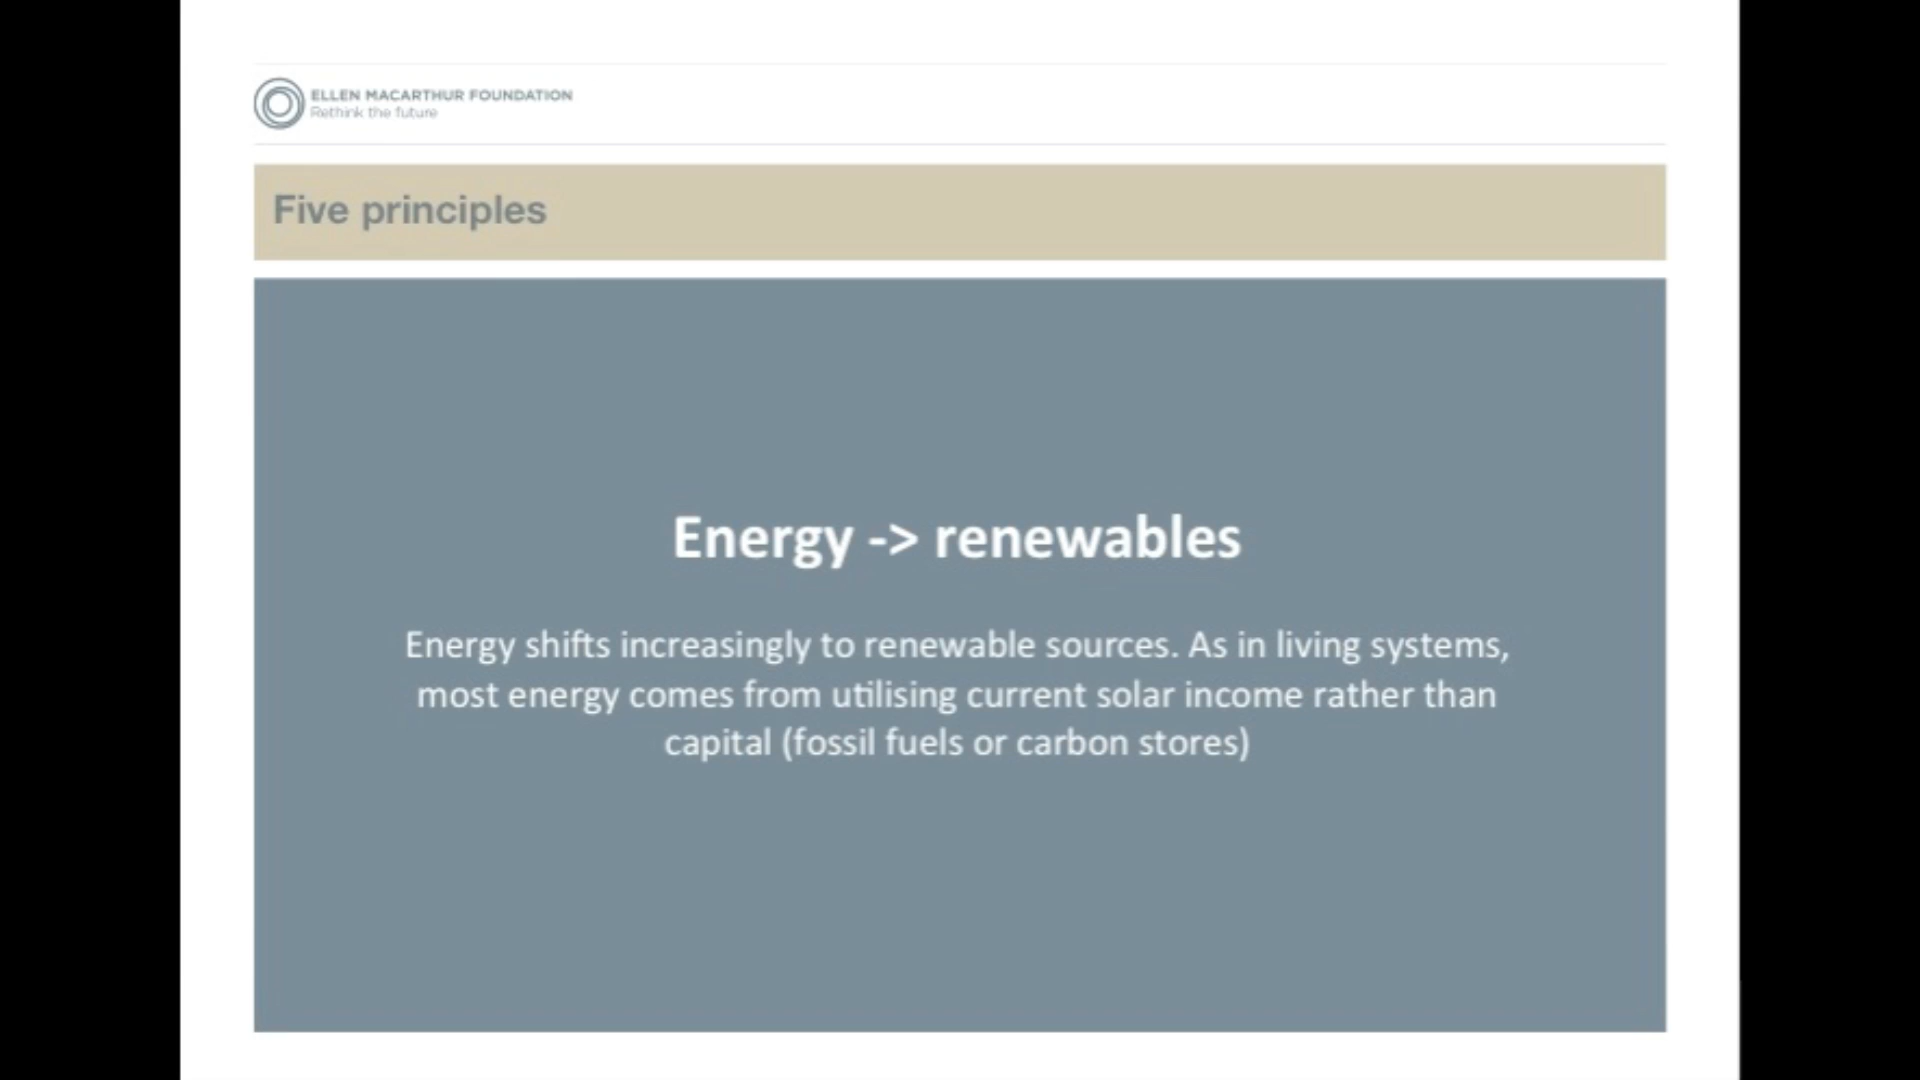 ELLEN MACARTHUR FOUNDATION
Rethink the future
Five principles
Energy -> renewables
Energy shifts increasingly to renewable sources. As in living systems,
most energy comes from utilising current solar income rather than
capital (fossil fuels or carbon stores)